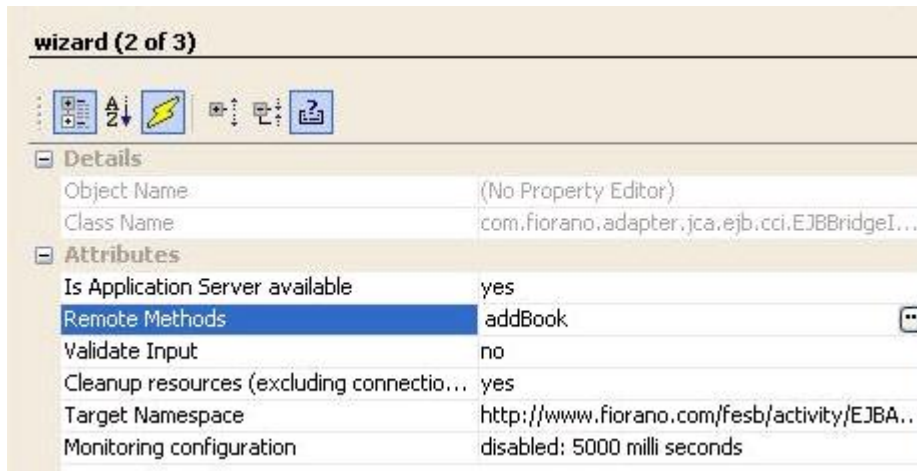 wizard (2 of 3)
Details
Object Name (No Property Editor)
Class Name com.fiorano.adapter.jca.ejb.cci.EJBBridgeI...
Attributes
Is Application Server available yes
Remote Methods addBook
Validate Input no
Cleanup resources (excluding connectio... yes
Target Namespace http://www.fiorano.com/fesb/activity/EJBA..
Monitoring configuration disabled: 5000 milli seconds